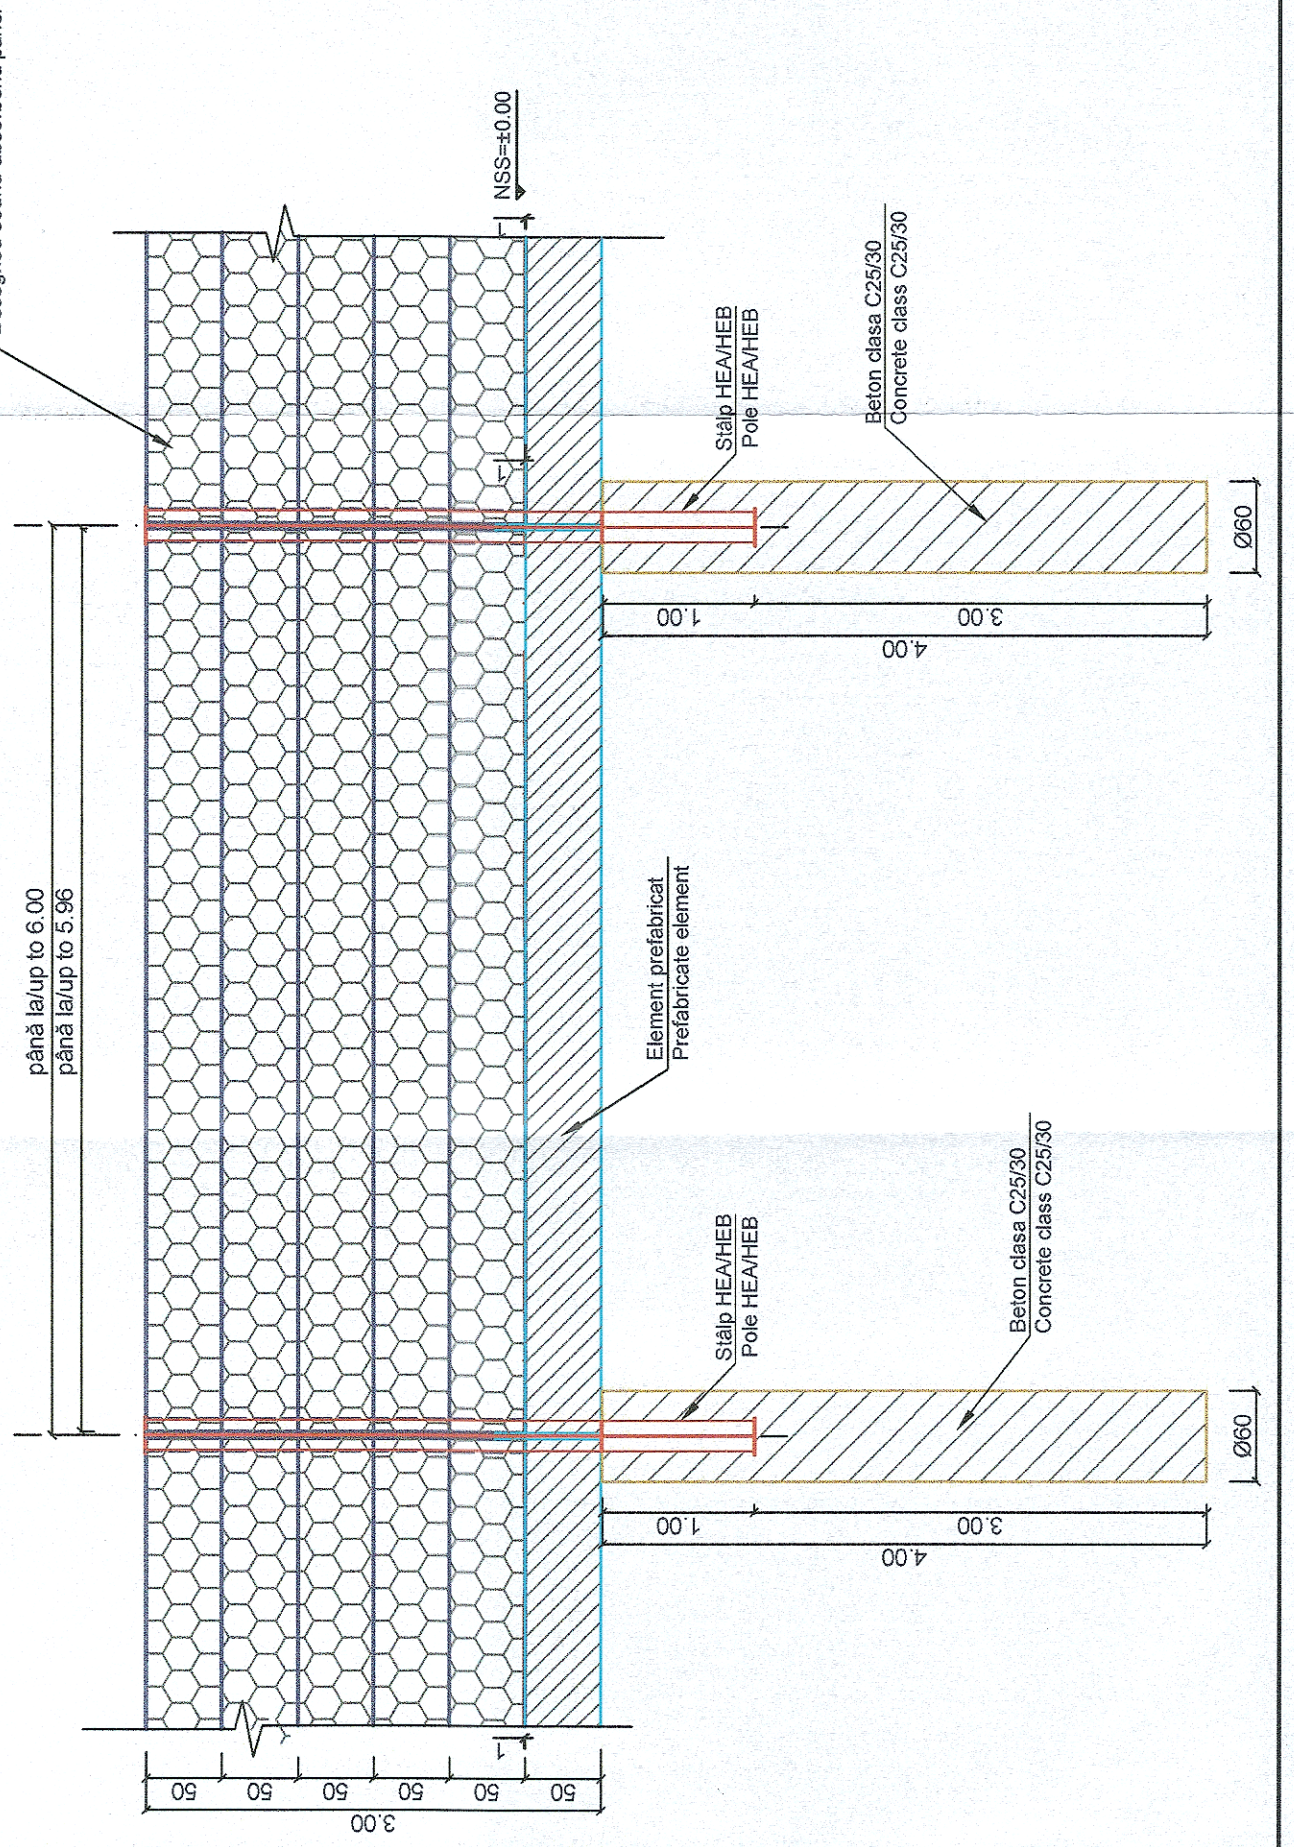 până la/up to 6.00
până la/up to 5.96
NSS=±0.00
Stâlp HEA/HEB
Pole HEA/HEB
Beton clasa C25/30
Concrete class C25/30
Element prefabricat
Prefabricate element
Stâlp HEA/HEB
Pole HEA/HEB
Beton clasa C25/30
Concrete class C25/30
1.00
3.00
4.00
Ø60
1.00
3.00
4.00
Ø60
50
50
50
50
50
50
3.00
1
1
1